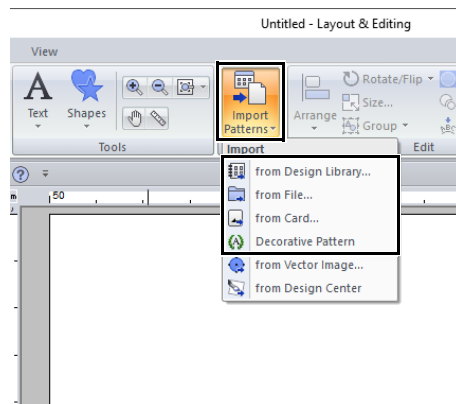 Untitled - Layout & Editing
View
A
Text
Shapes
Import
Patterns
Arrange
Rotate/Flip
Size...
Group
Tools
Edit
Import
from Design Library...
from File...
from Card...
(A) Decorative Pattern
from Vector Image...
from Design Center
?
50